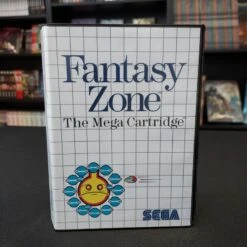 Fantasy
Zone
The Mega Cartridge
SEGA